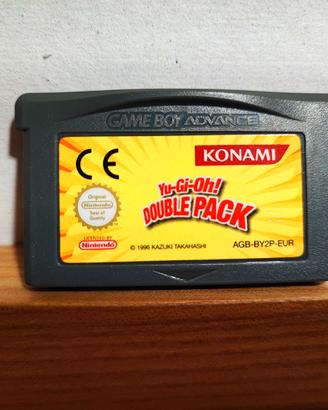 GAME BOY ADVANCE
CE
KONAMI
Yu-Gi-Oh!
DOUBLE PACK
Original
Nintendo
Seal of
Quality
LICENSED BY
Nintendo
© 1996 KAZUKI TAKAHASHI
AGB-BY2P-EUR